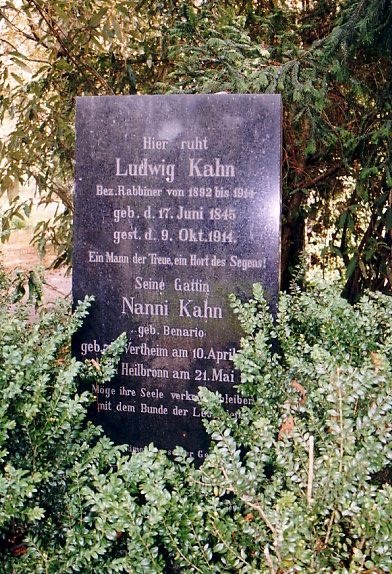 Hier ruht
Ludwig Kahn
Bez. Rabbiner von 1892 bis 1914
geb. d. 17. Juni 1845
gest. d. 9. Okt. 1914.
Ein Mann der Treue, ein Hort des Segens!
Seine Gattin
Nanni Kahn
geb. Benario
geb. Wertheim am 10. April
Heilbronn am 21. Mai
Möge ihre Seele
mit dem Bunde der